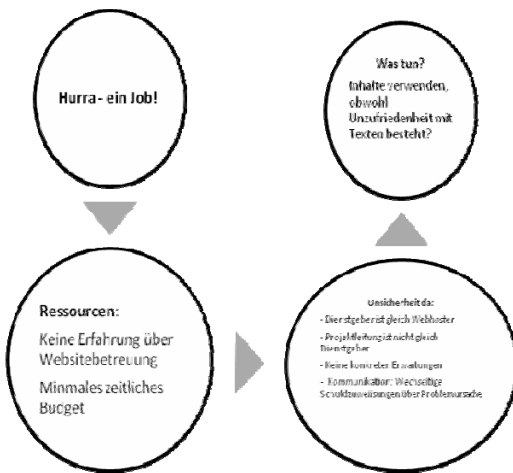 Hurra - ein Job!
Ressourcen:
Keine Erfahrung über
Websitebetreuung
Minmales zeitliches
Budget
Unsicherheit da:
- Dienstgeber ist gleich Webhoster
- Projektleitung ist nicht gleich
Dienstgeber
- Keine konkreten Erwartungen
- Kommunikation: Wechseltige
Schuldzuweisungen über Problemursache
Was tun?
Inhalte verwenden,
obwohl
Unzufriedenheit mit
Texten besteht?